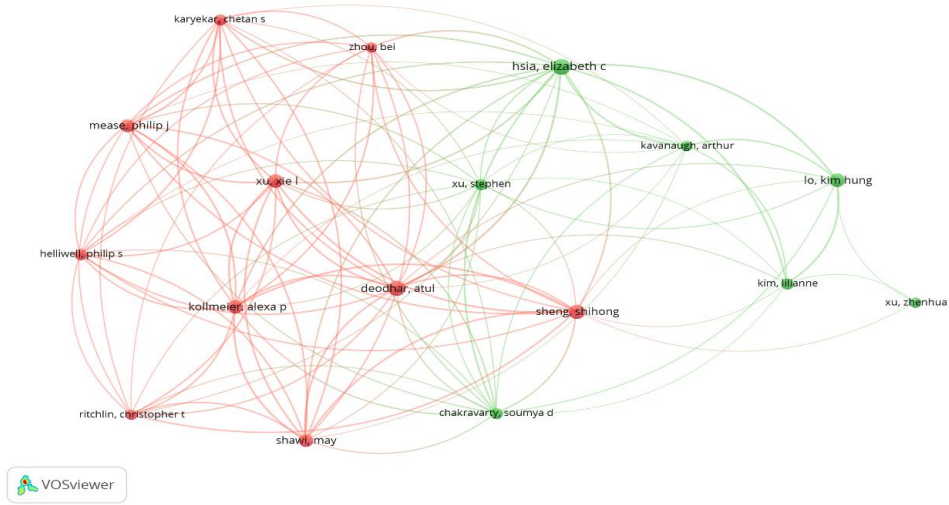 karyekar, chetan s
zhou, bei
hsia, elizabeth c
mease, philip j
kavanaugh, arthur
xu, xie l
xu, stephen
lo, kim hung
helliwell, philip s
deodhar, atul
kim, lilianne
kollmeier, alexa p
sheng, shihong
xu, zhenhua
ritchlin, christopher t
chakravarty, soumya d
shawi, may
VOSviewer